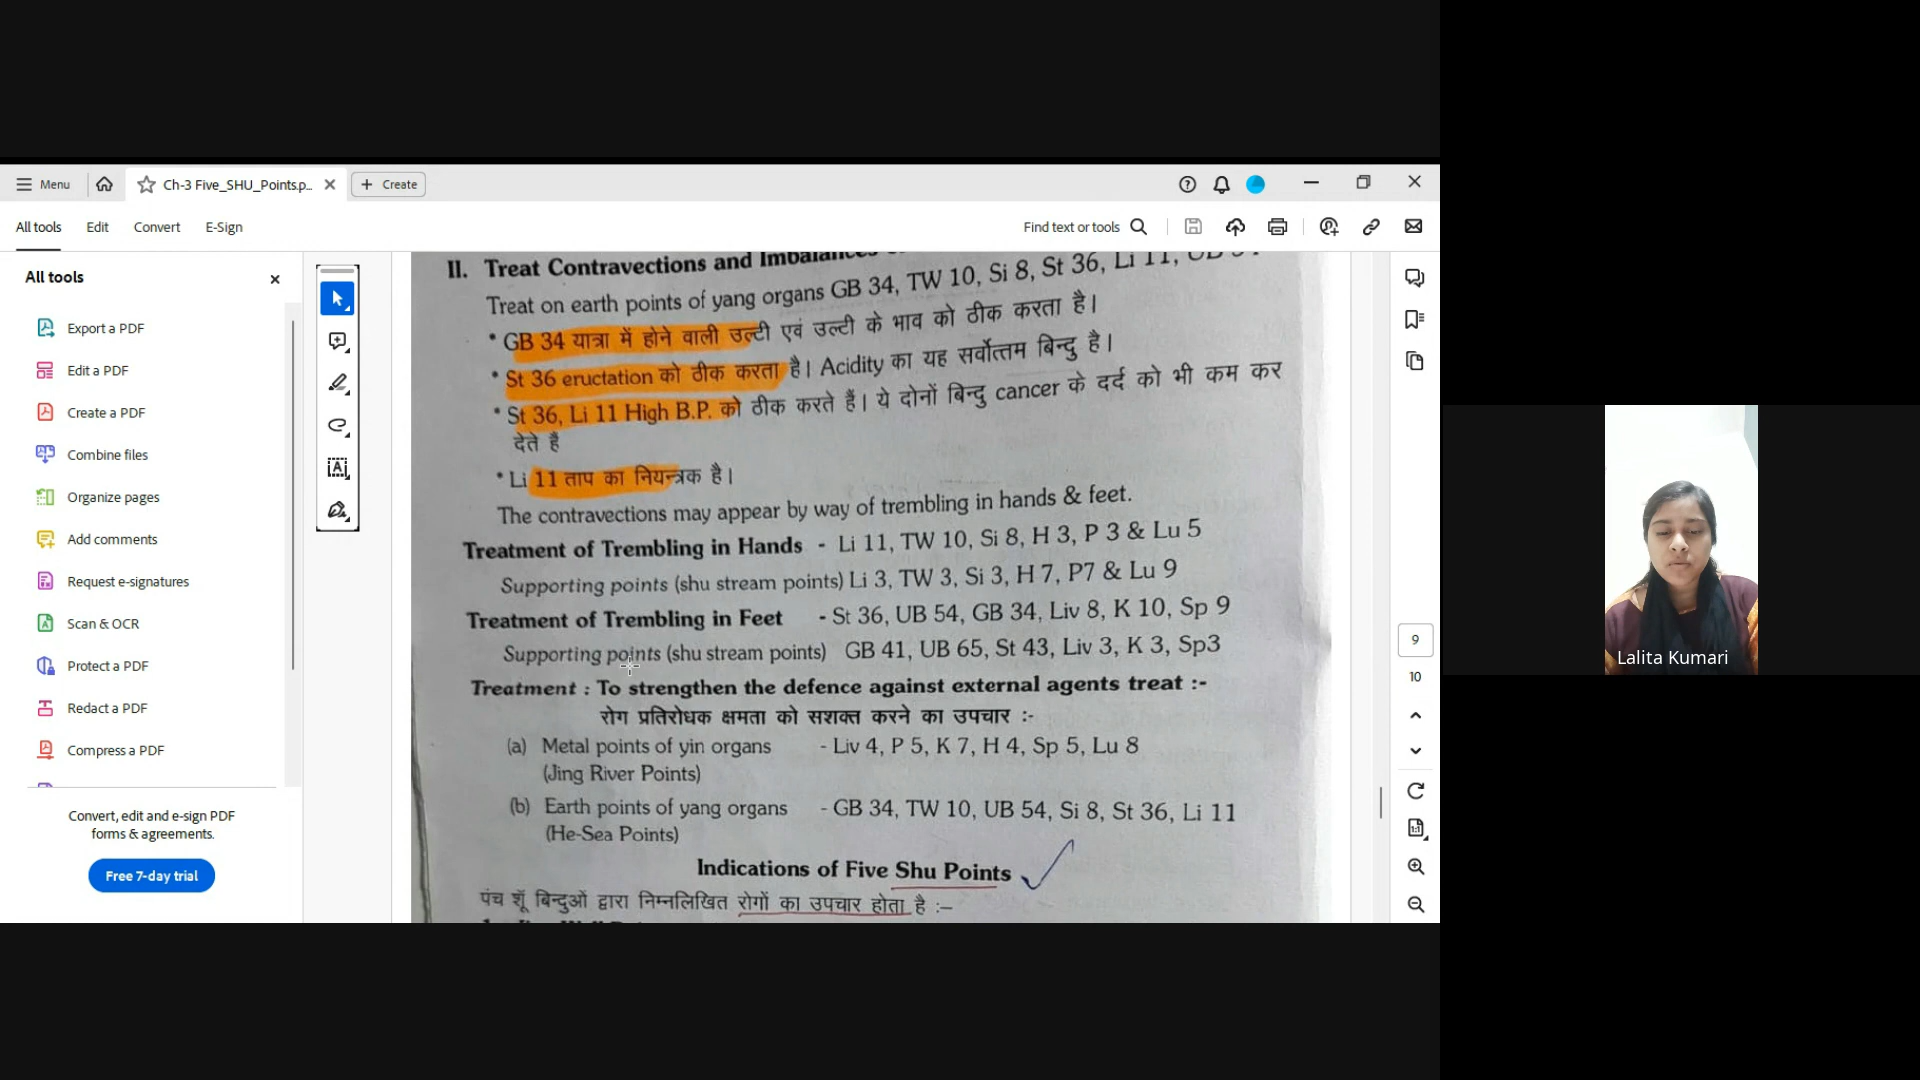 Menu
Ch-3 Five_SHU_Points.p...
Create
All tools
Edit
Convert
E-Sign
Find text or tools
All tools
Export a PDF
Edit a PDF
Create a PDF
Combine files
Organize pages
Add comments
Request e-signatures
Scan & OCR
Protect a PDF
Redact a PDF
Compress a PDF
Convert, edit and e-sign PDF
forms & agreements.
Free 7-day trial
II. Treat Contravections and Imbalances
Treat on earth points of yang organs GB 34, TW 10, Si 8, St 36, Li 11,
* GB 34 यात्रा में होने वाली उल्टी एवं उल्टी के भाव को ठीक करता है।
* St 36 eructation को ठीक करता है। Acidity का यह सर्वोत्तम बिन्दु है।
* St 36, Li 11 High B.P. को ठीक करते हैं। ये दोनों बिन्दु cancer के दर्द को भी कम कर
देते है
* Li 11 ताप का नियन्त्रक है।
The contravections may appear by way of trembling in hands & feet.
Treatment of Trembling in Hands - Li 11, TW 10, Si 8, H 3, P 3 & Lu 5
Supporting points (shu stream points) Li 3, TW 3, Si 3, H 7, P7 & Lu 9
Treatment of Trembling in Feet - St 36, UB 54, GB 34, Liv 8, K 10, Sp 9
Supporting points (shu stream points) GB 41, UB 65, St 43, Liv 3, K 3, Sp3
Treatment : To strengthen the defence against external agents treat :-
रोग प्रतिरोधक क्षमता को सशक्त करने का उपचार :-
(a) Metal points of yin organs - Liv 4, P 5, K 7, H 4, Sp 5, Lu 8
(Jing River Points)
(b) Earth points of yang organs - GB 34, TW 10, UB 54, Si 8, St 36, Li 11
(He-Sea Points)
Indications of Five Shu Points
पंच शूँ बिन्दुओं द्वारा निम्नलिखित रोगों का उपचार होता है :–
9
10
Lalita Kumari